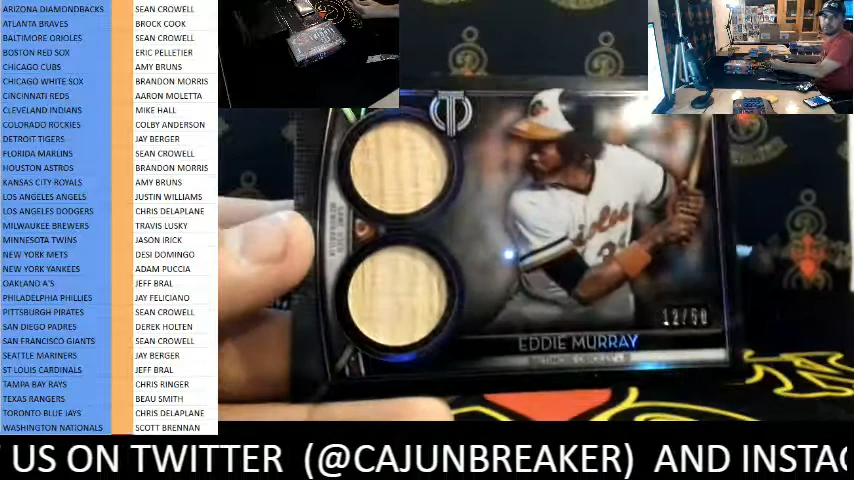 ARIZONA DIAMONDBACKS SEAN CROWELL
ATLANTA BRAVES BROCK COOK
BALTIMORE ORIOLES SEAN CROWELL
BOSTON RED SOX ERIC PELLETIER
CHICAGO CUBS AMY BRUNS
CHICAGO WHITE SOX BRANDON MORRIS
CINCINNATI REDS AARON MOLETTA
CLEVELAND INDIANS MIKE HALL
COLORADO ROCKIES COLBY ANDERSON
DETROIT TIGERS JAY BERGER
FLORIDA MARLINS SEAN CROWELL
HOUSTON ASTROS BRANDON MORRIS
KANSAS CITY ROYALS AMY BRUNS
LOS ANGELES ANGELS JUSTIN WILLIAMS
LOS ANGELES DODGERS CHRIS DELAPLANE
MILWAUKEE BREWERS TRAVIS LUSKY
MINNESOTA TWINS JASON IRICK
NEW YORK METS DESI DOMINGO
NEW YORK YANKEES ADAM PUCCIA
OAKLAND A'S JEFF BRAL
PHILADELPHIA PHILLIES JAY FELICIANO
PITTSBURGH PIRATES SEAN CROWELL
SAN DIEGO PADRES DEREK HOLTEN
SAN FRANCISCO GIANTS SEAN CROWELL
SEATTLE MARINERS JAY BERGER
ST LOUIS CARDINALS JEFF BRAL
TAMPA BAY RAYS CHRIS RINGER
TEXAS RANGERS BEAU SMITH
TORONTO BLUE JAYS CHRIS DELAPLANE
WASHINGTON NATIONALS SCOTT BRENNAN
12/50
EDDIE MURRAY
BALTIMORE ORIOLES
US ON TWITTER (@CAJUNBREAKER) AND INSTAG